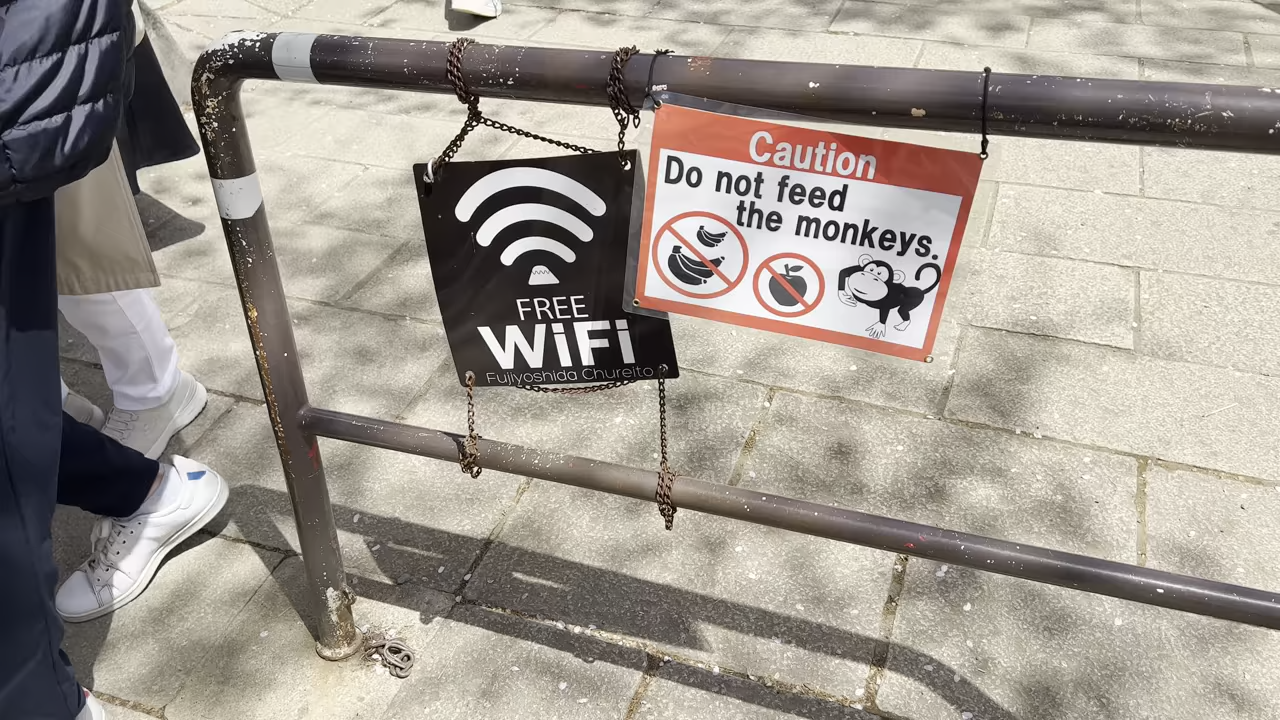 FREE
WiFi
Fujiyoshida Chureito
Caution
Do not feed
the monkeys.